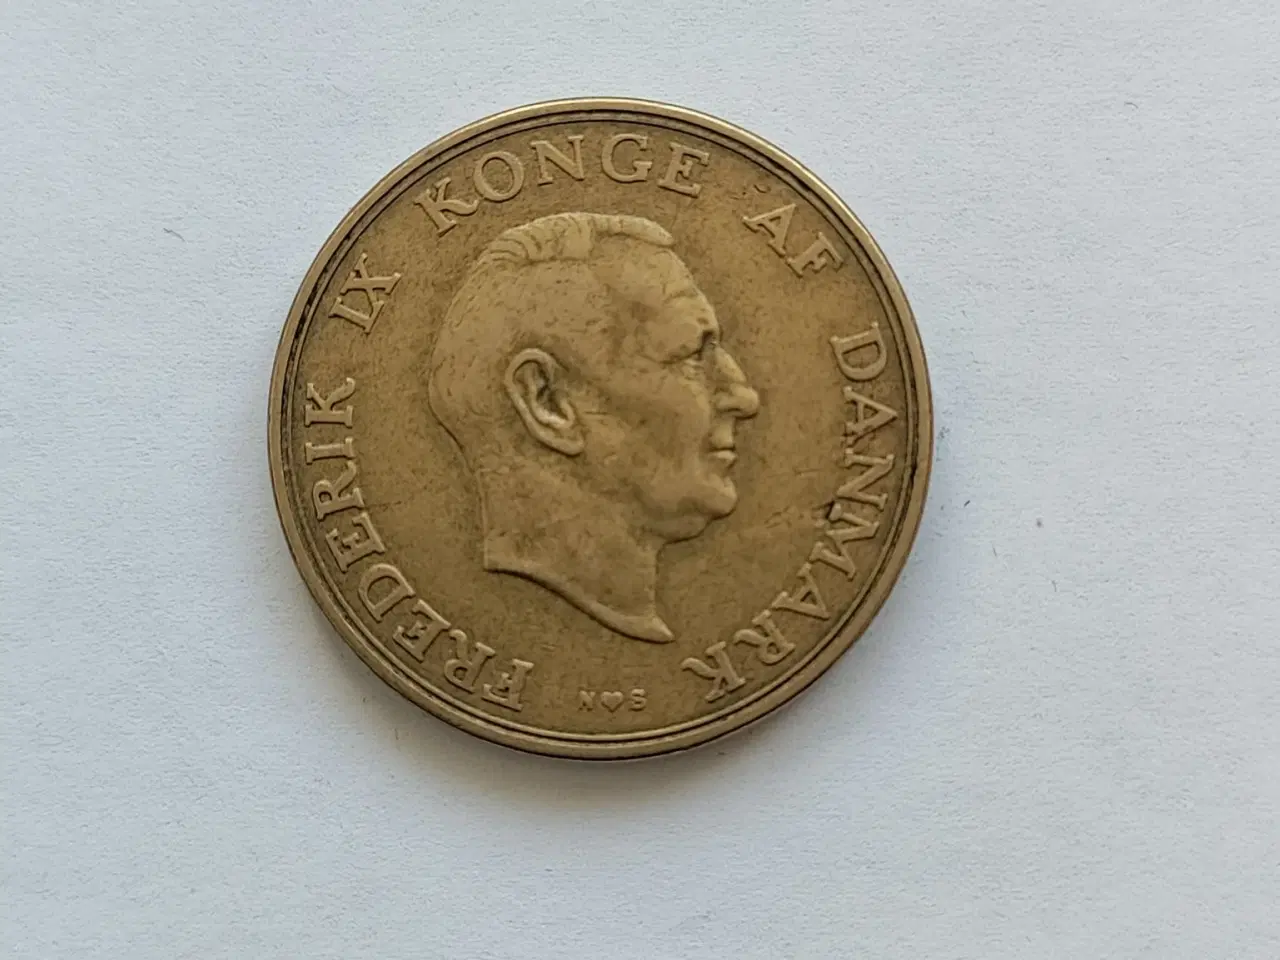 FREDERIK IX KONGE AF DANMARK
N♥S